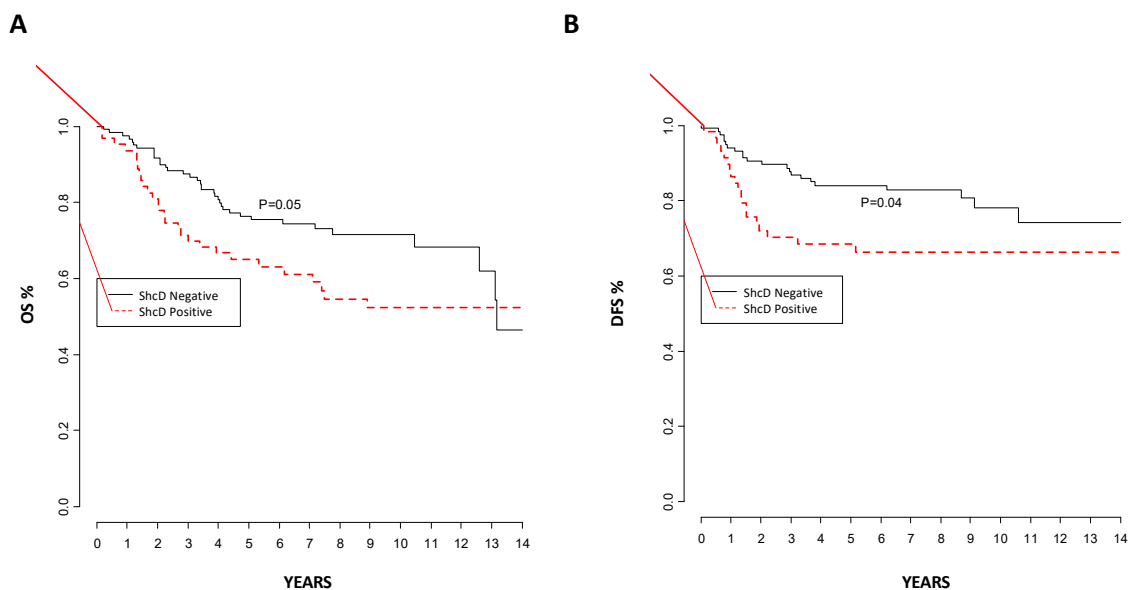 A
OS %
1.0
0.8
0.6
0.4
0.2
0.0
P=0.05
ShcD Negative
ShcD Positive
0 1 2 3 4 5 6 7 8 9 10 11 12 13 14
YEARS
B
DFS %
1.0
0.8
0.6
0.4
0.2
0.0
P=0.04
ShcD Negative
ShcD Positive
0 1 2 3 4 5 6 7 8 9 10 11 12 13 14
YEARS